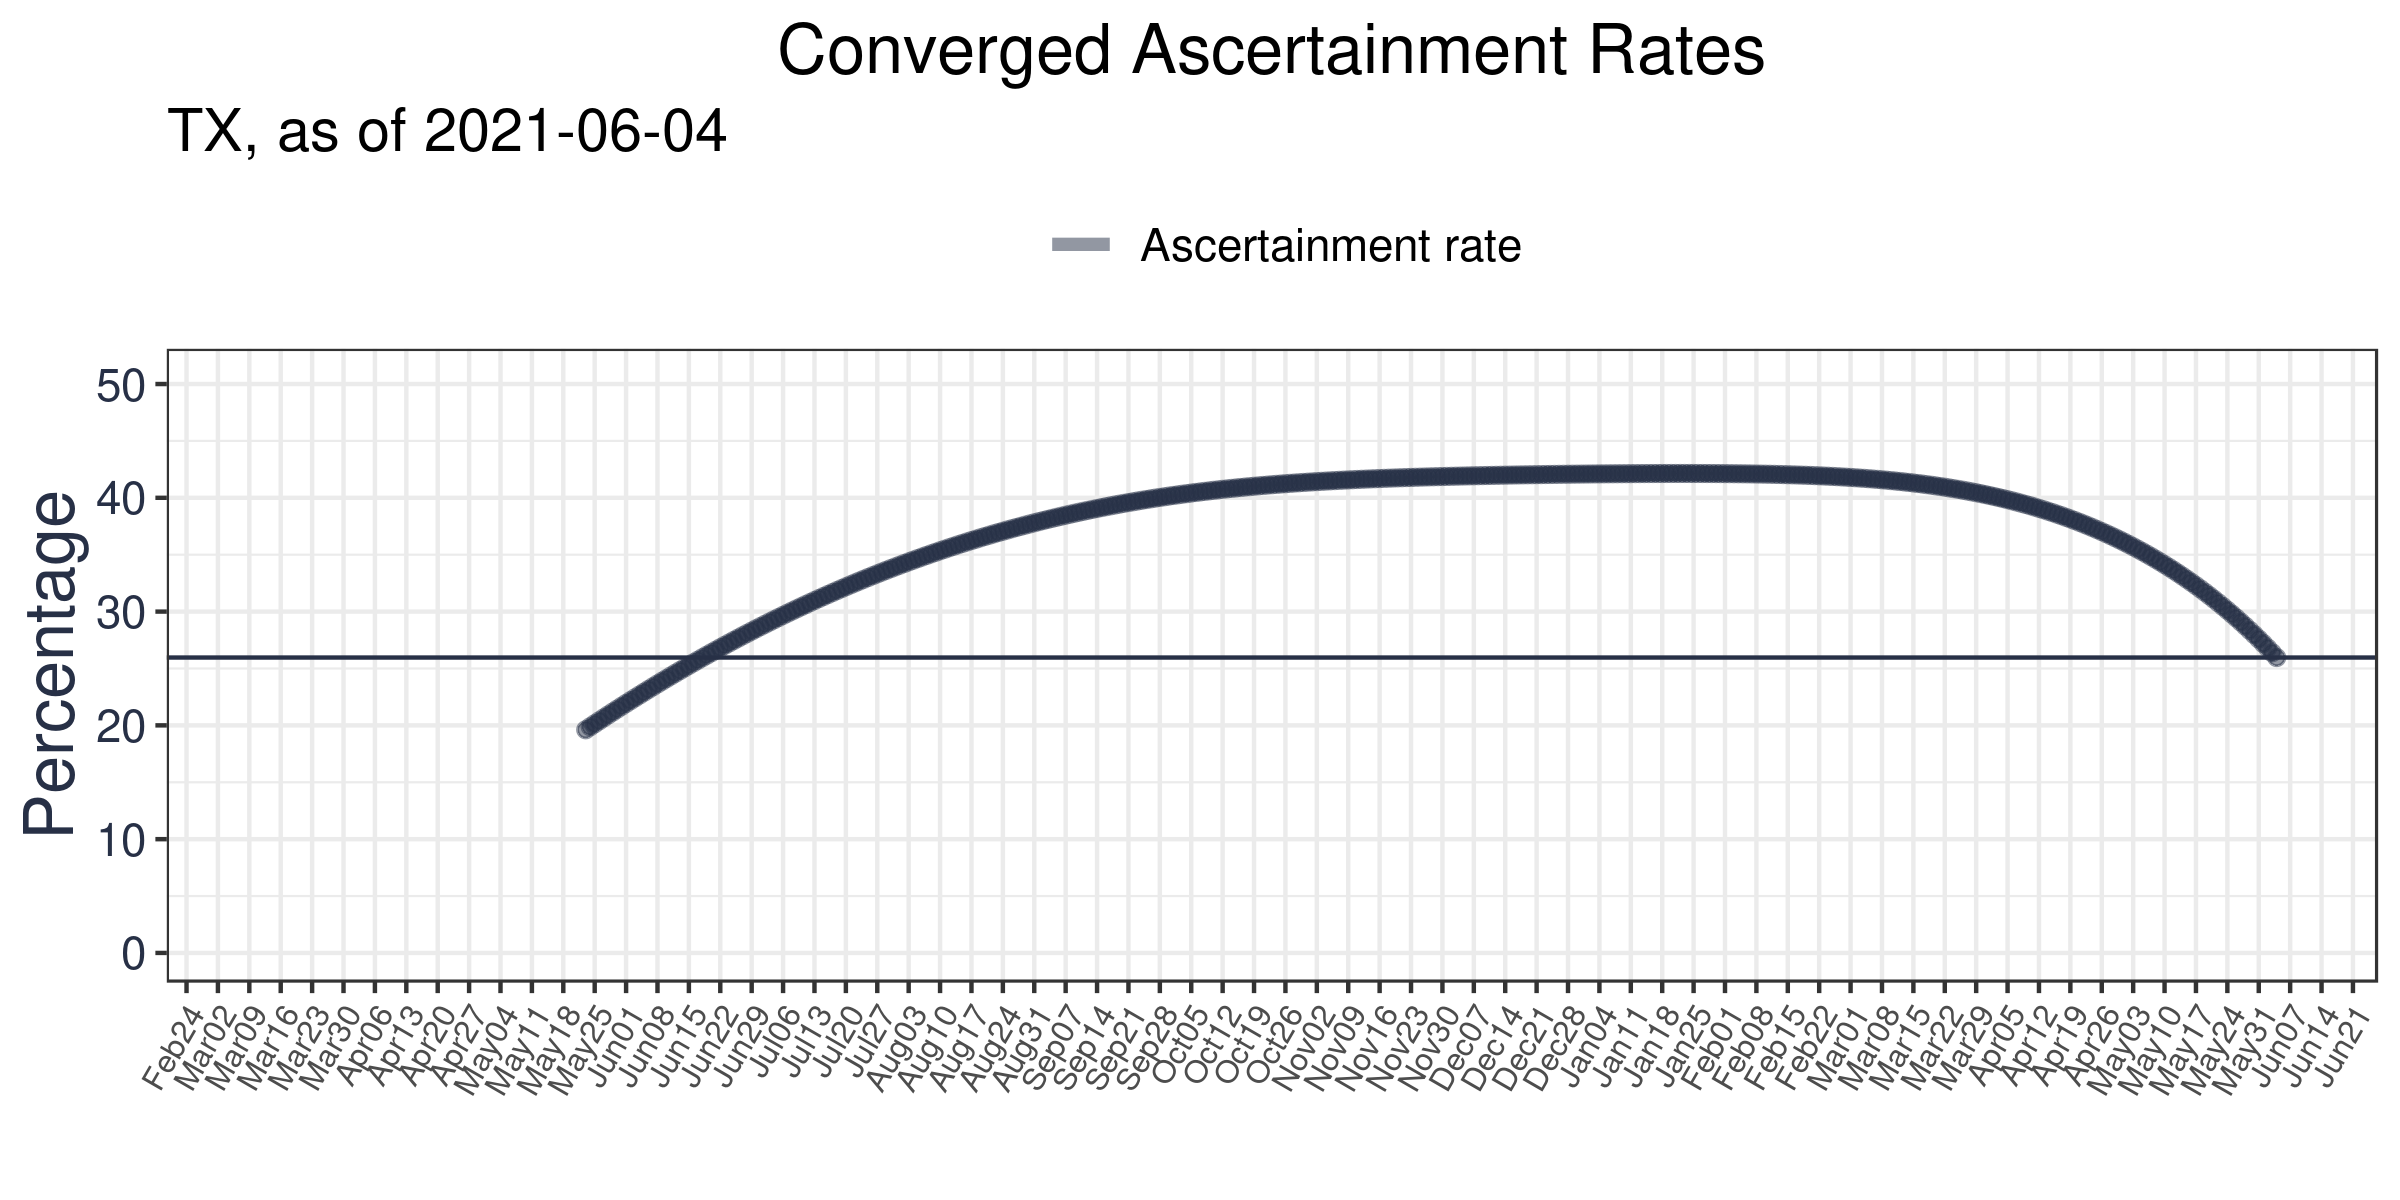 Converged Ascertainment Rates
TX, as of 2021-06-04
Ascertainment rate
Percentage
50
40
30
20
10
0
Feb24 Mar02 Mar09 Mar16 Mar23 Mar30 Apr06 Apr13 Apr20 Apr27 May04 May11 May18 May25 Jun01 Jun08 Jun15 Jun22 Jun29 Jul06 Jul13 Jul20 Jul27 Aug03 Aug10 Aug17 Aug24 Aug31 Sep07 Sep14 Sep21 Sep28 Oct05 Oct12 Oct19 Oct26 Nov02 Nov09 Nov16 Nov23 Nov30 Dec07 Dec14 Dec21 Dec28 Jan04 Jan11 Jan18 Jan25 Feb01 Feb08 Feb15 Feb22 Mar01 Mar08 Mar15 Mar22 Mar29 Apr05 Apr12 Apr19 Apr26 May03 May10 May17 May24 May31 Jun07 Jun14 Jun21